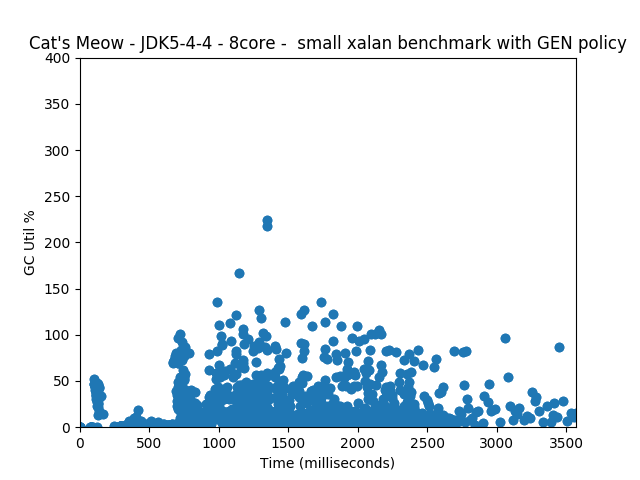 Cat's Meow - JDK5-4-4 - 8core -  small xalan benchmark with GEN policy
400
350
300
250
200
150
100
50
0
GC Util %
0 500 1000 1500 2000 2500 3000 3500
Time (milliseconds)